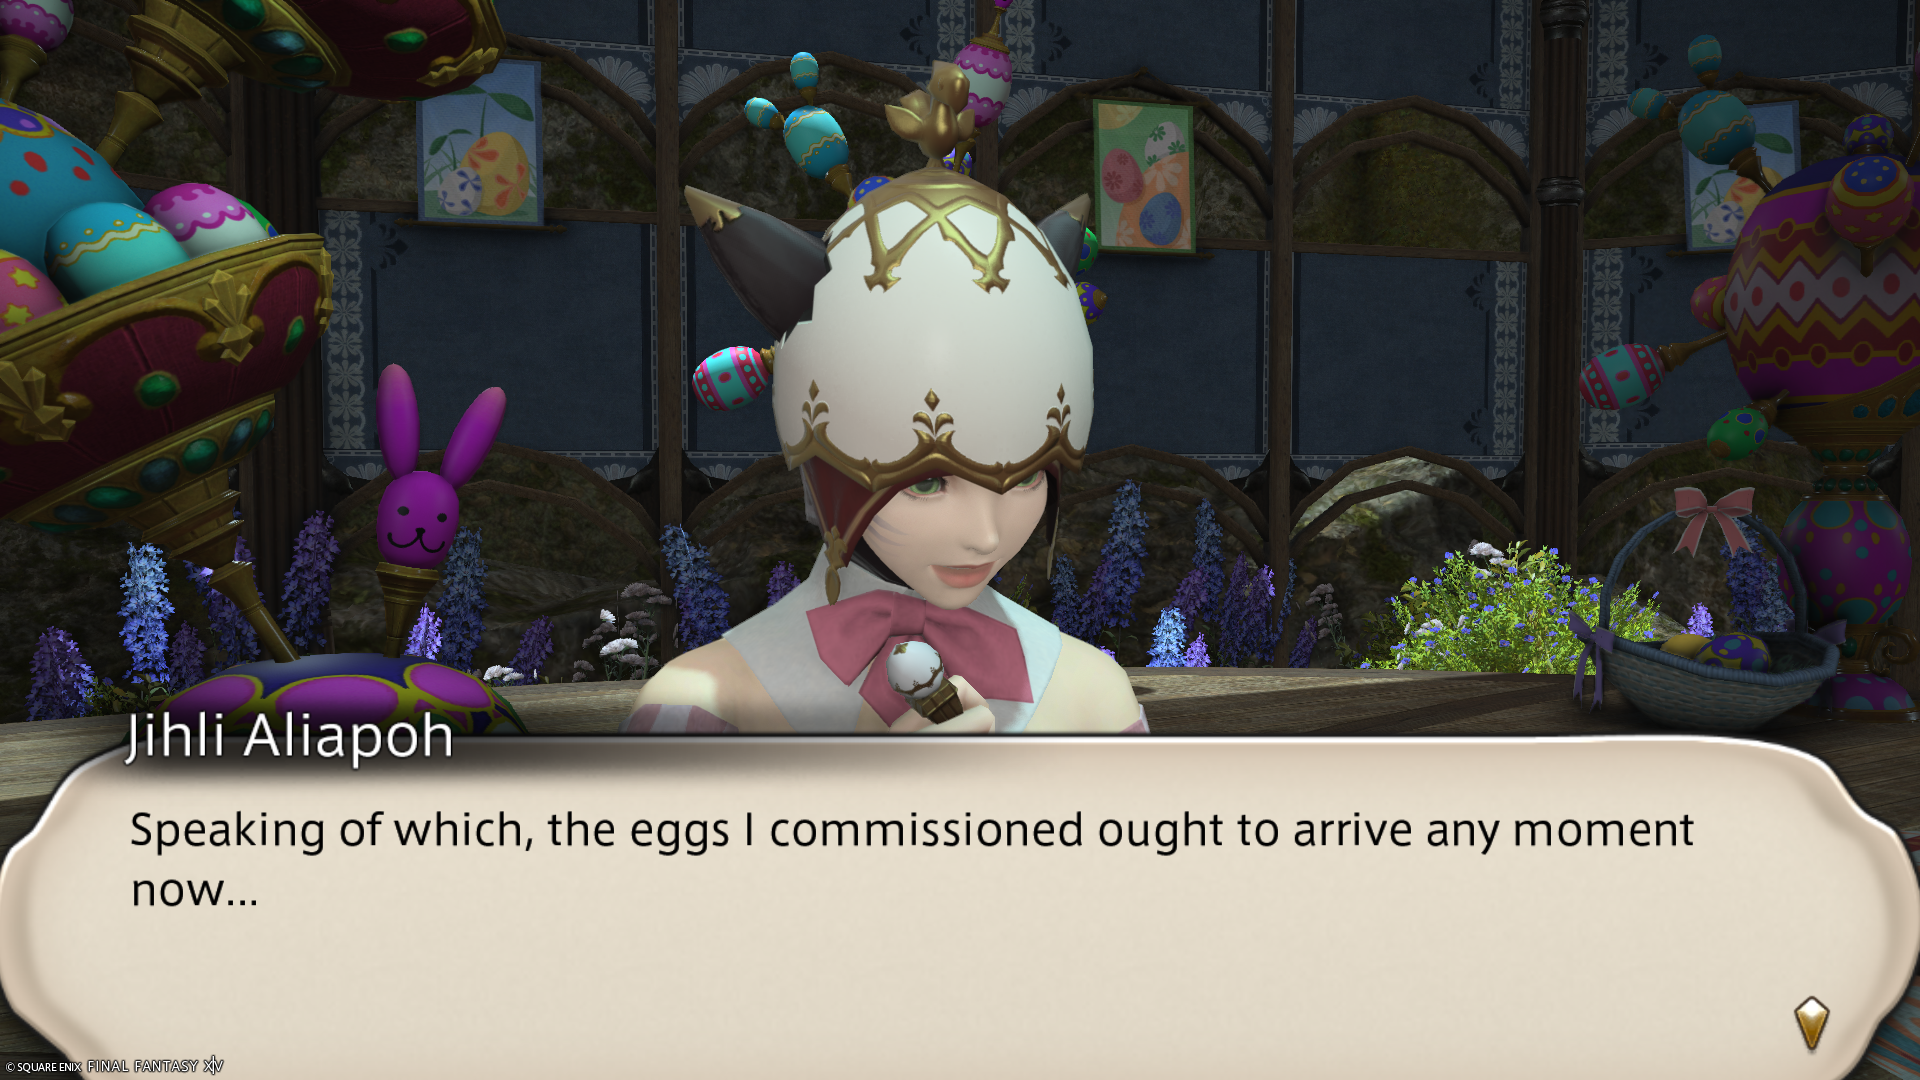 Jihli Aliapoh
Speaking of which, the eggs I commissioned ought to arrive any moment
now...
© SQUARE ENIX FINAL FANTASY XIV